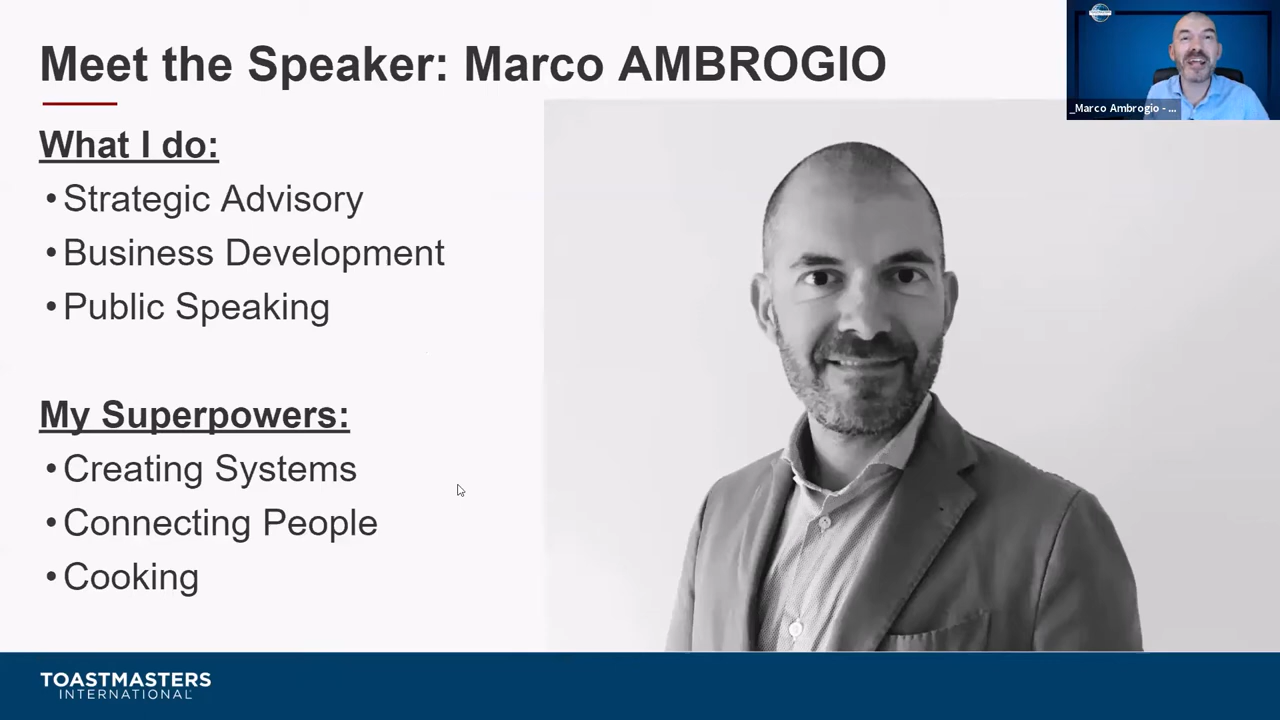 Meet the Speaker: Marco AMBROGIO
What I do:
•Strategic Advisory
•Business Development
•Public Speaking
My Superpowers:
•Creating Systems
•Connecting People
•Cooking
TOASTMASTERS
INTERNATIONAL
TOASTMASTERS
_Marco Ambrogio - ...